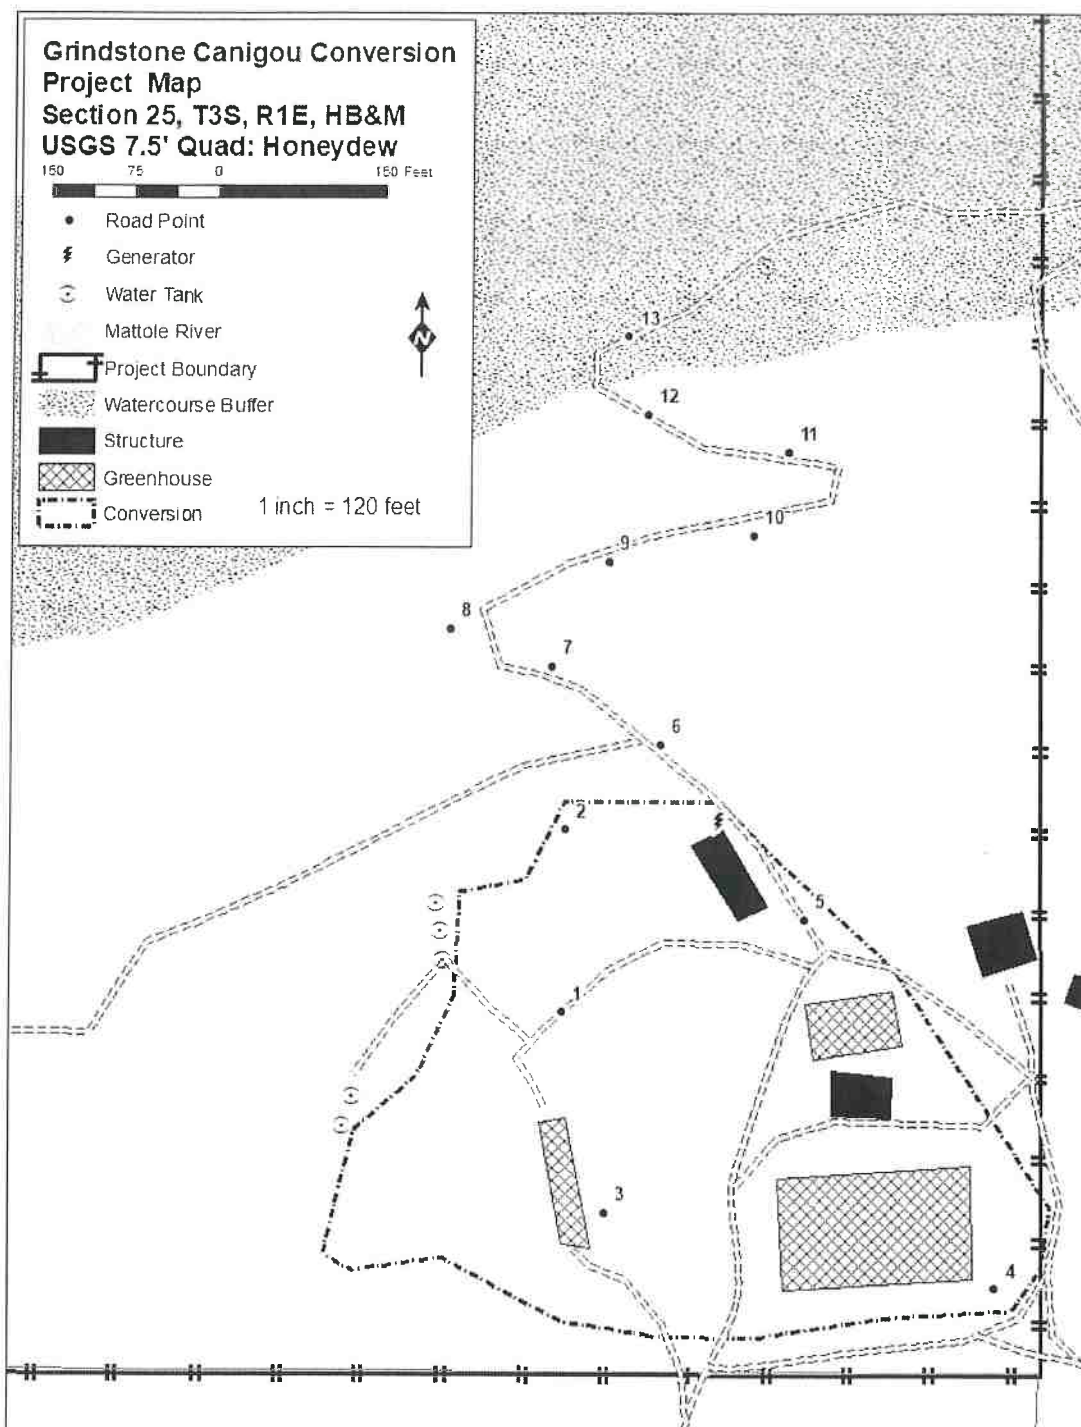 Grindstone Canigou Conversion
Project Map
Section 25, T3S, R1E, HB&M
USGS 7.5' Quad: Honeydew
150 75 0 150 Feet
Road Point
Generator
Water Tank
Mattole River
N
Project Boundary
Watercourse Buffer
Structure
Greenhouse
Conversion
1 inch = 120 feet
13
12
11
10
9
8
7
6
2
5
1
3
4